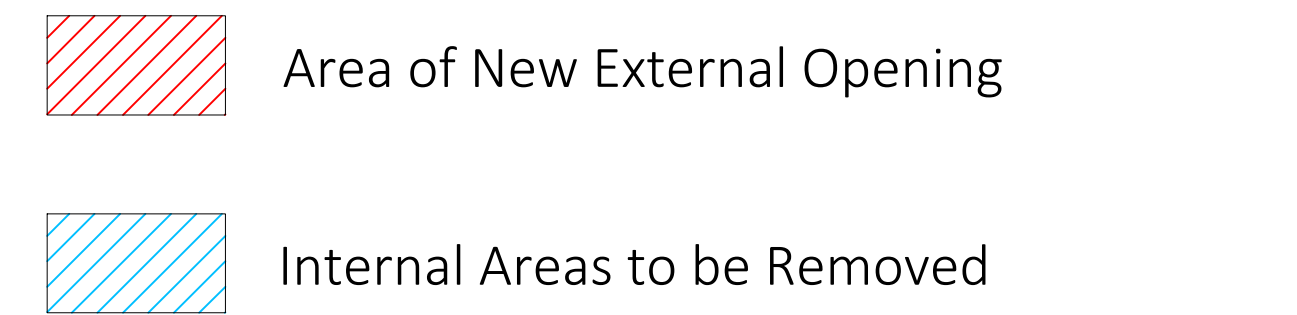 Area of New External Opening
Internal Areas to be Removed